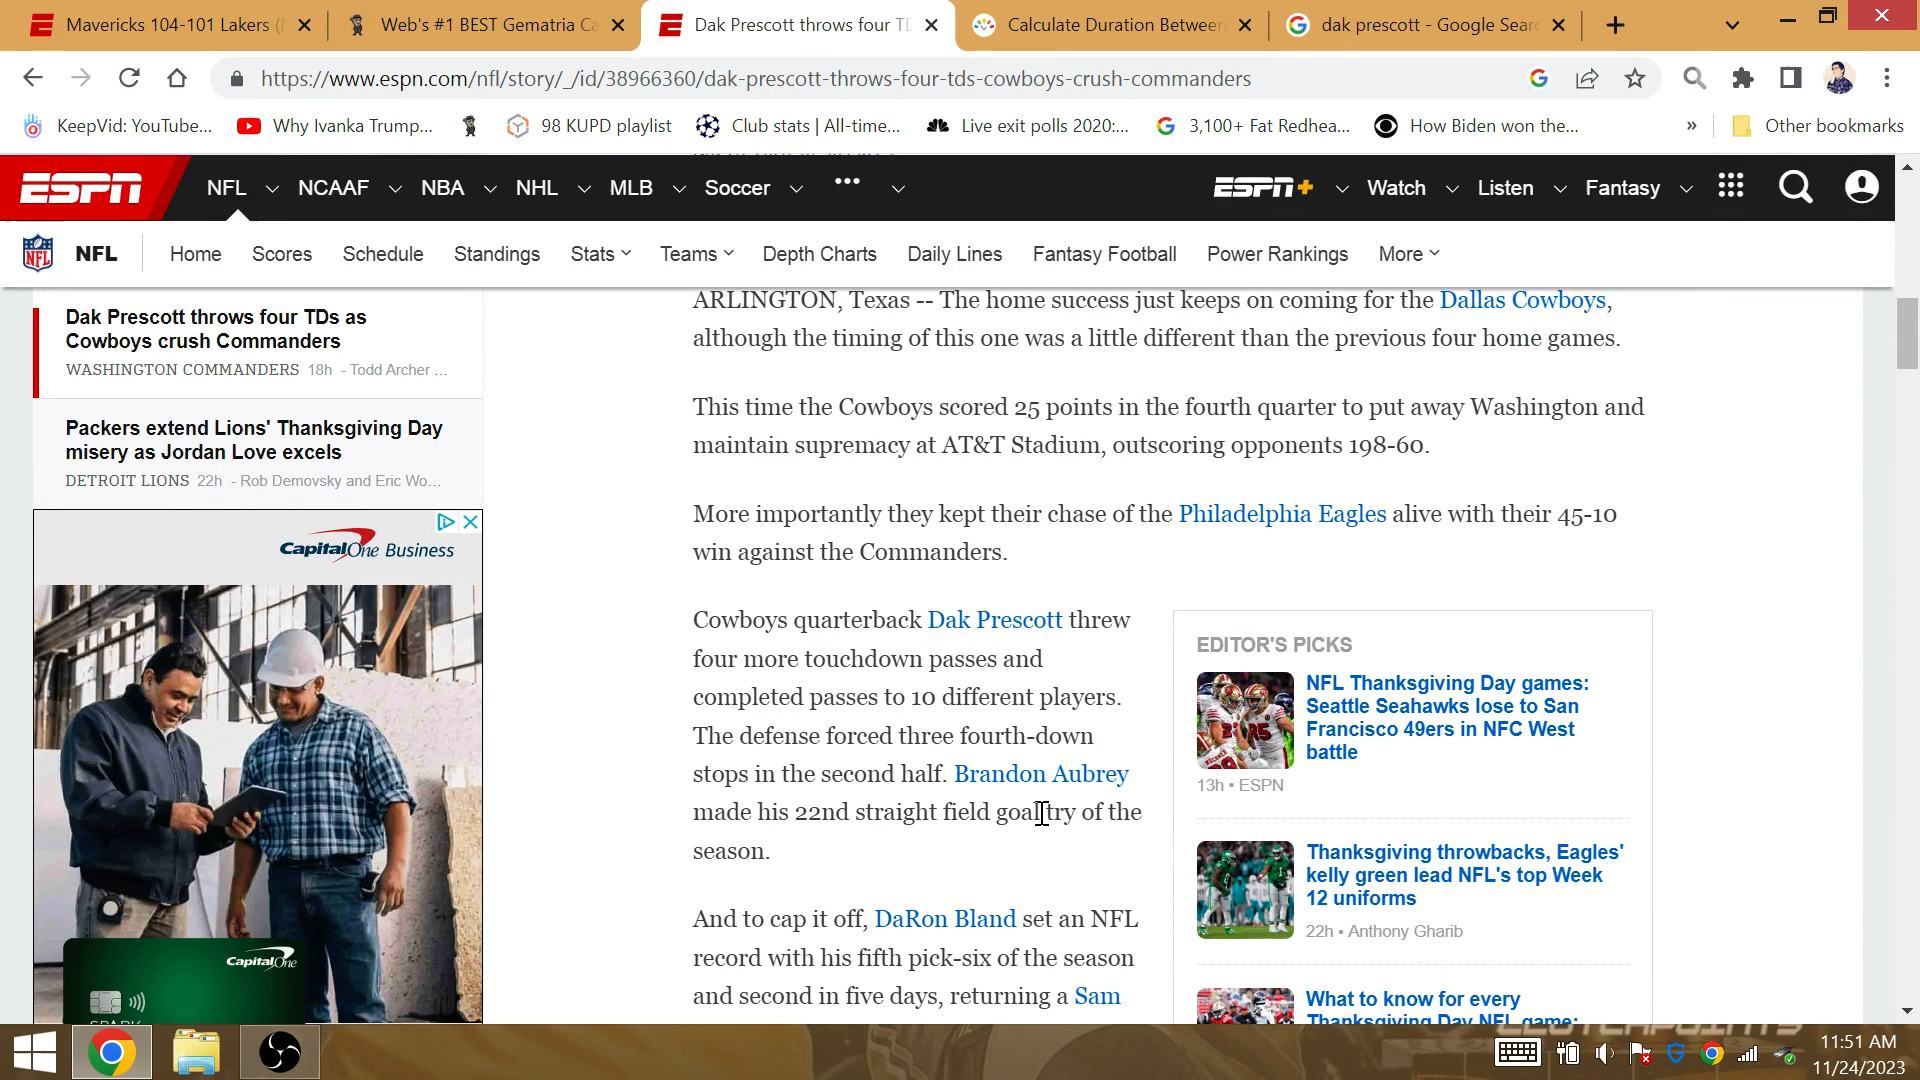 Mavericks 104-101 Lakers (
Web's #1 BEST Gematria Ca
Dak Prescott throws four TD
Calculate Duration Between
dak prescott - Google Sear
https://www.espn.com/nfl/story/_/id/38966360/dak-prescott-throws-four-tds-cowboys-crush-commanders
KeepVid: YouTube...
Why Ivanka Trump...
98 KUPD playlist
Club stats | All-time...
Live exit polls 2020:...
3,100+ Fat Redhea...
How Biden won the...
»
Other bookmarks
ESPN
NFL
NCAAF
NBA
NHL
MLB
Soccer
•••
ESPN+
Watch
Listen
Fantasy
NFL
Home
Scores
Schedule
Standings
Stats
Teams
Depth Charts
Daily Lines
Fantasy Football
Power Rankings
More
Dak Prescott throws four TDs as
Cowboys crush Commanders
WASHINGTON COMMANDERS 18h - Todd Archer ...
Packers extend Lions' Thanksgiving Day
misery as Jordan Love excels
DETROIT LIONS 22h - Rob Demovsky and Eric Wo...
CapitalOne Business
CapitalOne
SPARK
ARLINGTON, Texas -- The home success just keeps on coming for the Dallas Cowboys,
although the timing of this one was a little different than the previous four home games.
This time the Cowboys scored 25 points in the fourth quarter to put away Washington and
maintain supremacy at AT&T Stadium, outscoring opponents 198-60.
More importantly they kept their chase of the Philadelphia Eagles alive with their 45-10
win against the Commanders.
Cowboys quarterback Dak Prescott threw
four more touchdown passes and
completed passes to 10 different players.
The defense forced three fourth-down
stops in the second half. Brandon Aubrey
made his 22nd straight field goal try of the
season.
And to cap it off, DaRon Bland set an NFL
record with his fifth pick-six of the season
and second in five days, returning a Sam
EDITOR'S PICKS
NFL Thanksgiving Day games:
Seattle Seahawks lose to San
Francisco 49ers in NFC West
battle
13h • ESPN
Thanksgiving throwbacks, Eagles'
kelly green lead NFL's top Week
12 uniforms
22h • Anthony Gharib
What to know for every
Thanksgiving Day NFL game:
CLUTCHPOINTS
11:51 AM
11/24/2023